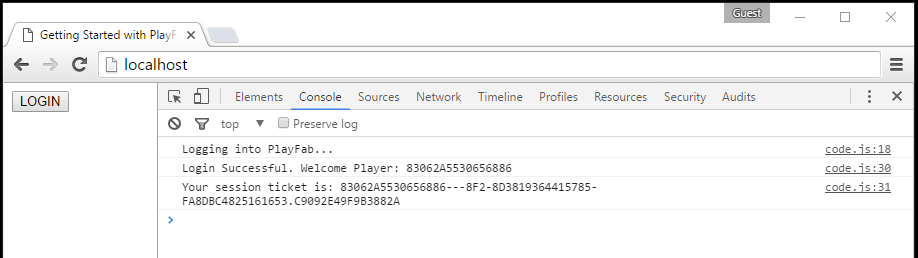 Guest
Getting Started with PlayF
localhost
LOGIN
Elements Console Sources Network Timeline Profiles Resources Security Audits
top Preserve log
Logging into PlayFab... code.js:18
Login Successful. Welcome Player: 83062A5530656886 code.js:30
Your session ticket is: 83062A5530656886---8F2-8D3819364415785- code.js:31
FA8DBC4825161653.C9092E49F9B3882A